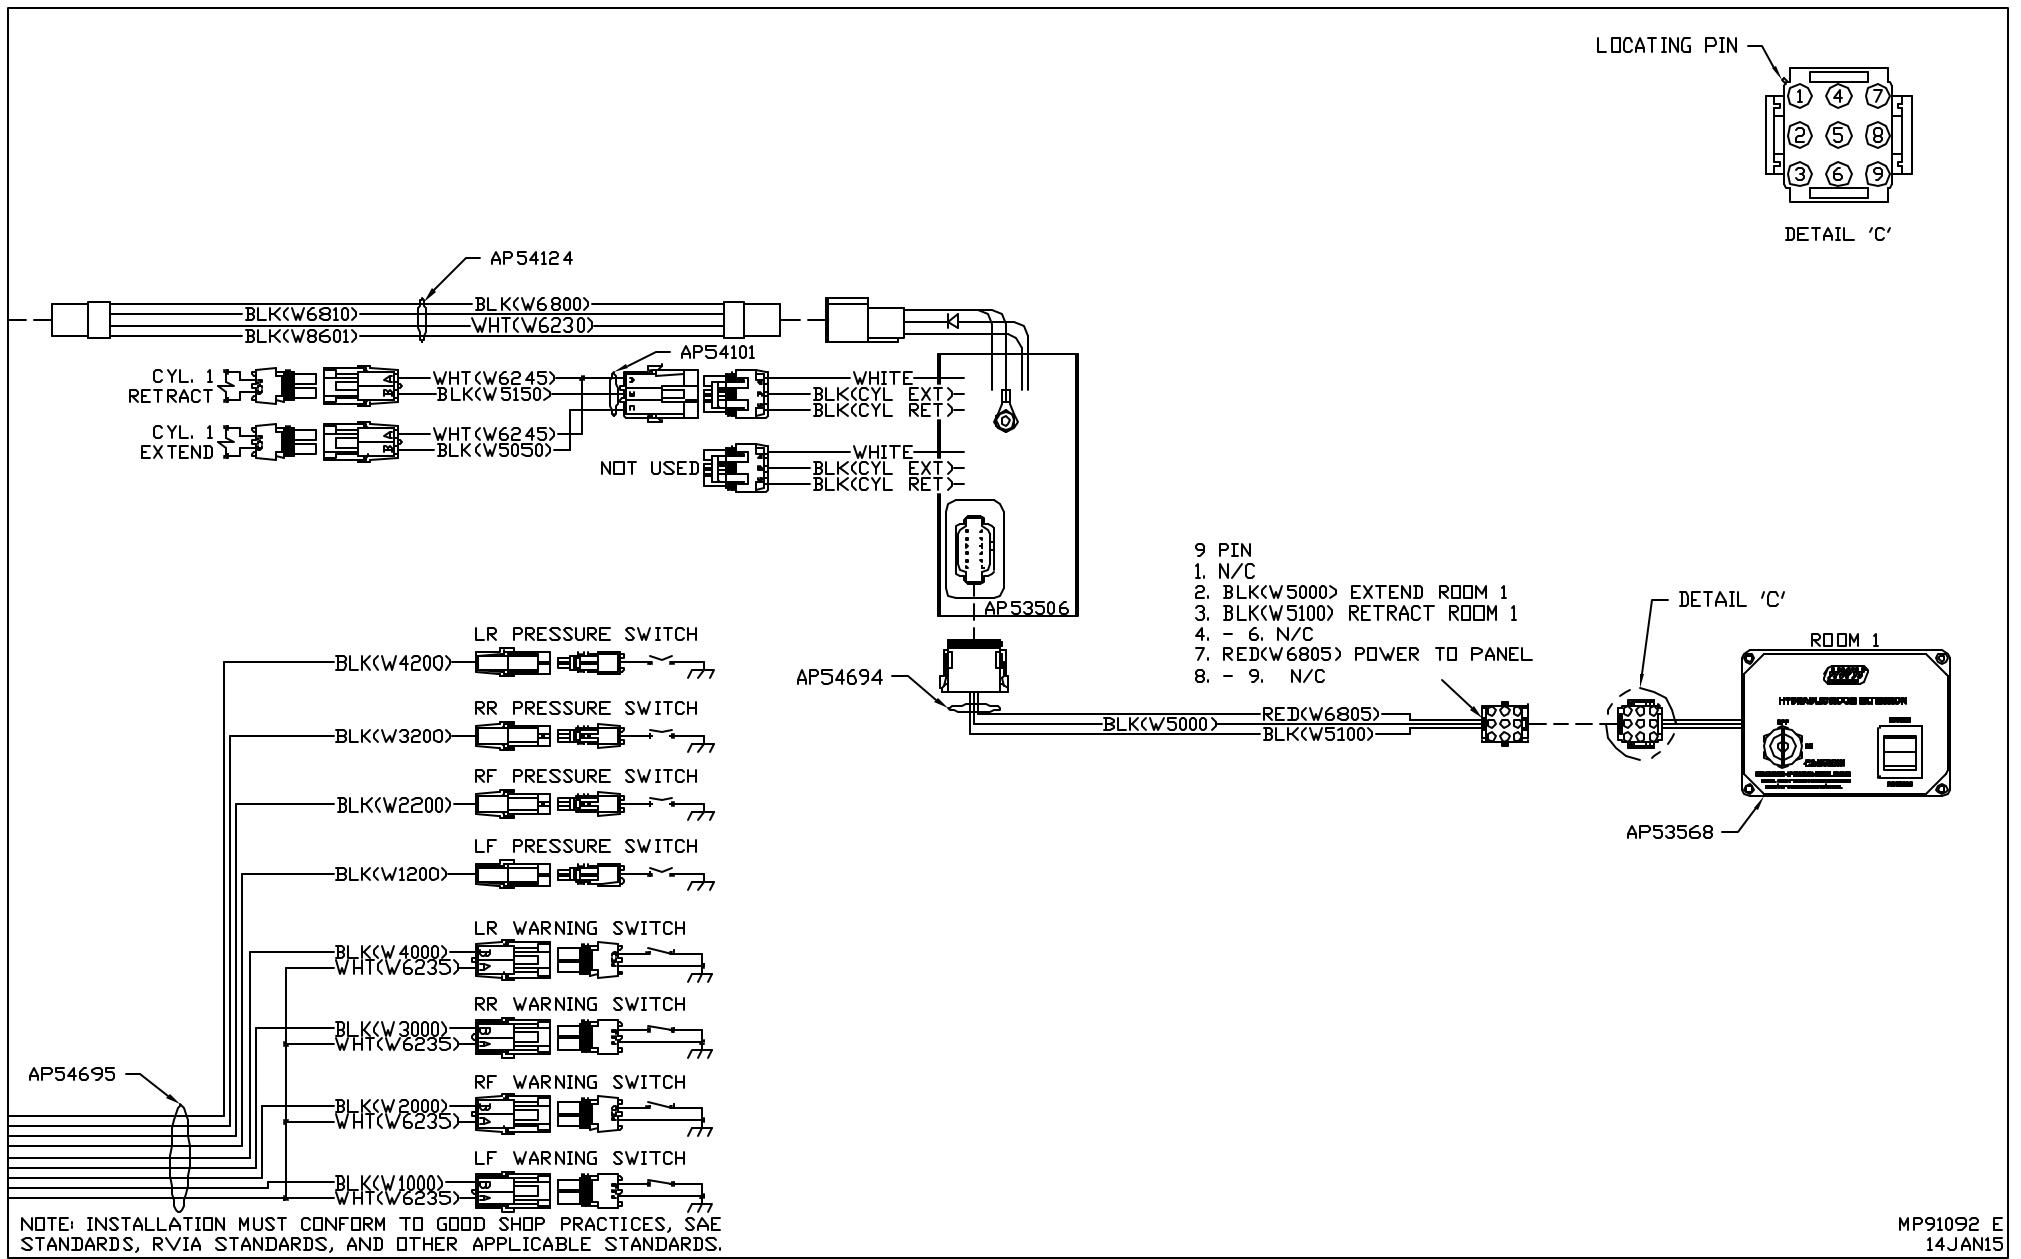 LOCATING PIN
1 4 7
2 5 8
3 6 9
DETAIL 'C'
AP54124
BLK(W6800)
BLK(W6810)
WHT(W6230)
BLK(W8601)
AP54101
CYL. 1
RETRACT
A
B
WHT(W6245)
BLK(W5150)
WHITE
BLK(CYL EXT)
BLK(CYL RET)
CYL. 1
EXTEND
A
B
WHT(W6245)
BLK(W5050)
NOT USED
WHITE
BLK(CYL EXT)
BLK(CYL RET)
AP53506
9 PIN
1. N/C
2. BLK(W5000) EXTEND ROOM 1
3. BLK(W5100) RETRACT ROOM 1
4. - 6. N/C
7. RED(W6805) POWER TO PANEL
8. - 9. N/C
DETAIL 'C'
ROOM 1
HYDRAULIC ROOM EXTENSION
OFF
AP54694
RED(W6805)
BLK(W5000)
BLK(W5100)
AP53568
LR PRESSURE SWITCH
BLK(W4200)
RR PRESSURE SWITCH
BLK(W3200)
RF PRESSURE SWITCH
BLK(W2200)
LF PRESSURE SWITCH
BLK(W1200)
LR WARNING SWITCH
BLK(W4000)
B
WHT(W6235)
A
RR WARNING SWITCH
BLK(W3000)
B
WHT(W6235)
A
AP54695
RF WARNING SWITCH
BLK(W2000)
B
WHT(W6235)
A
LF WARNING SWITCH
BLK(W1000)
B
WHT(W6235)
A
NOTE: INSTALLATION MUST CONFORM TO GOOD SHOP PRACTICES, SAE
STANDARDS, RVIA STANDARDS, AND OTHER APPLICABLE STANDARDS.
MP91092 E
14JAN15